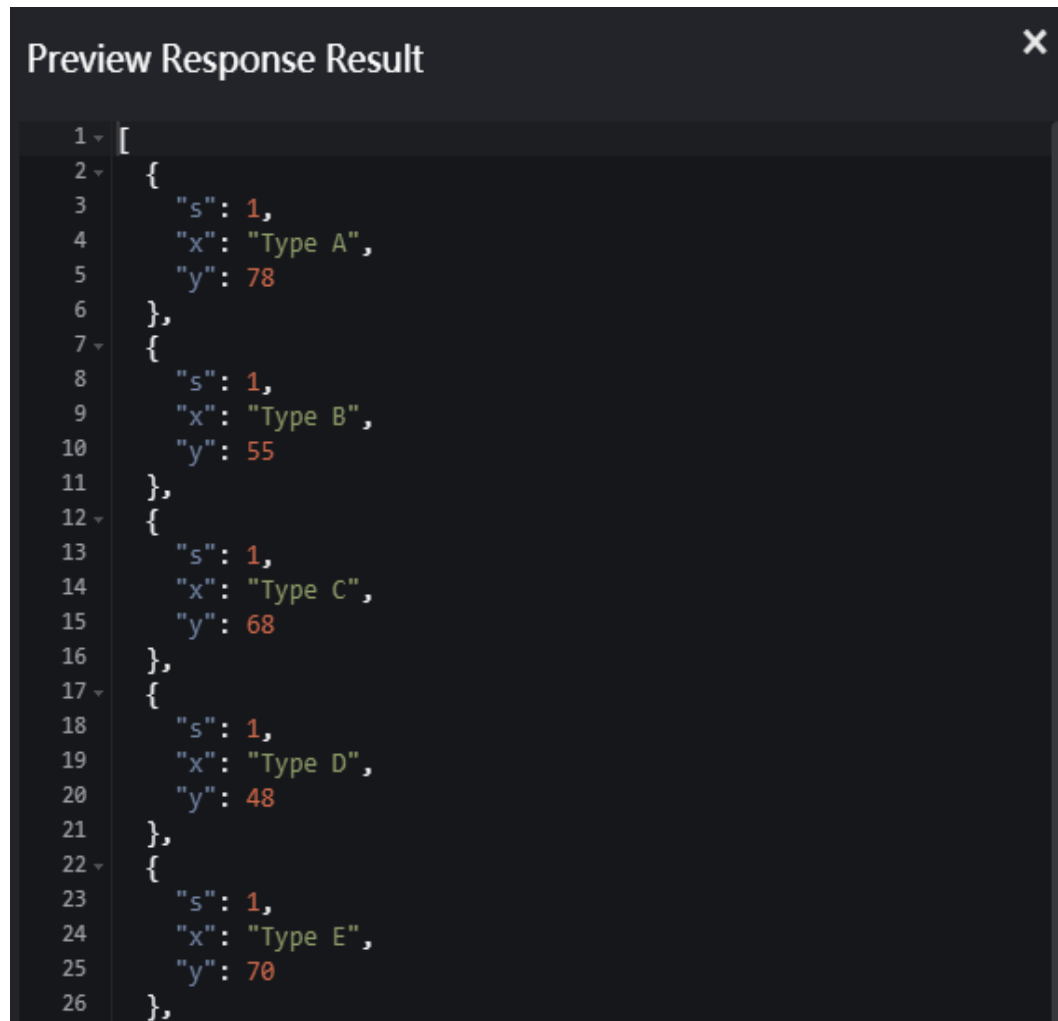 Preview Response Result ×
1 [
2 {
3 "s": 1,
4 "x": "Type A",
5 "y": 78
6 },
7 {
8 "s": 1,
9 "x": "Type B",
10 "y": 55
11 },
12 {
13 "s": 1,
14 "x": "Type C",
15 "y": 68
16 },
17 {
18 "s": 1,
19 "x": "Type D",
20 "y": 48
21 },
22 {
23 "s": 1,
24 "x": "Type E",
25 "y": 70
26 },